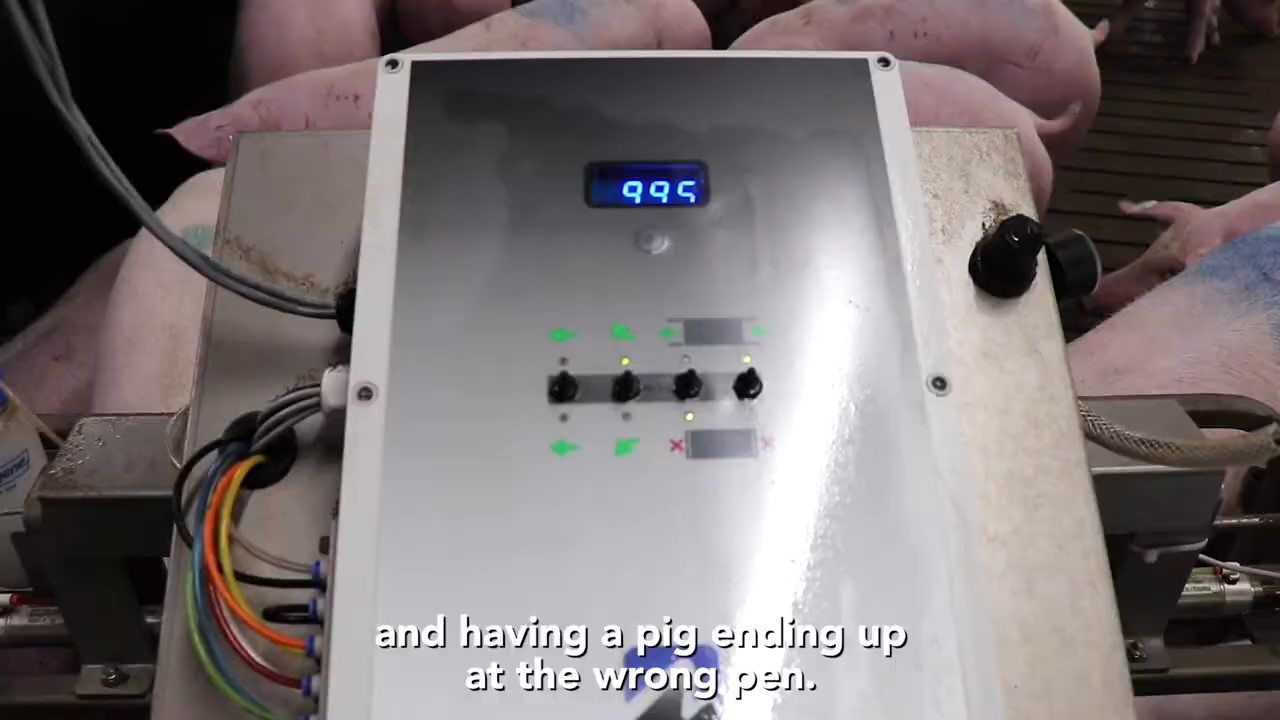 995
and having a pig ending up
at the wrong pen.